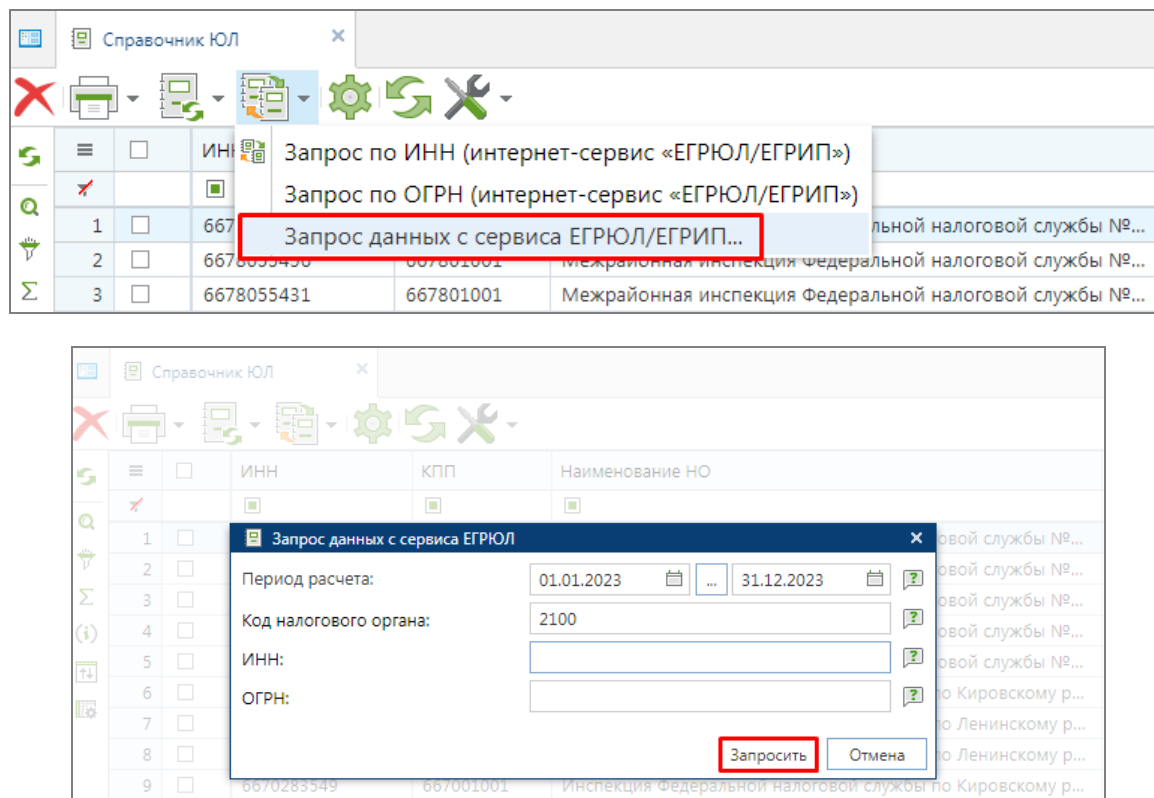 Справочник ЮЛ
ИНН
Запрос по ИНН (интернет-сервис «ЕГРЮЛ/ЕГРИП»)
Запрос по ОГРН (интернет-сервис «ЕГРЮЛ/ЕГРИП»)
Запрос данных с сервиса ЕГРЮЛ/ЕГРИП...
1 667 льной налоговой службы №...
2 667801001 Межрайонная инспекция Федеральной налоговой службы №...
3 6678055431 667801001 Межрайонная инспекция Федеральной налоговой службы №...
Справочник ЮЛ
ИНН КПП Наименование НО
Запрос данных с сервиса ЕГРЮЛ
1 овой службы №...
Период расчета: 01.01.2023 ... 31.12.2023
2 овой службы №...
3 овой службы №...
Код налогового органа: 2100
4 овой службы №...
ИНН:
5 овой службы №...
ОГРН:
6 по Кировскому р...
7 по Ленинскому р...
Запросить Отмена
8 по Ленинскому р...
9 6670283549 667001001 Инспекция Федеральной налоговой службы по Кировскому р...